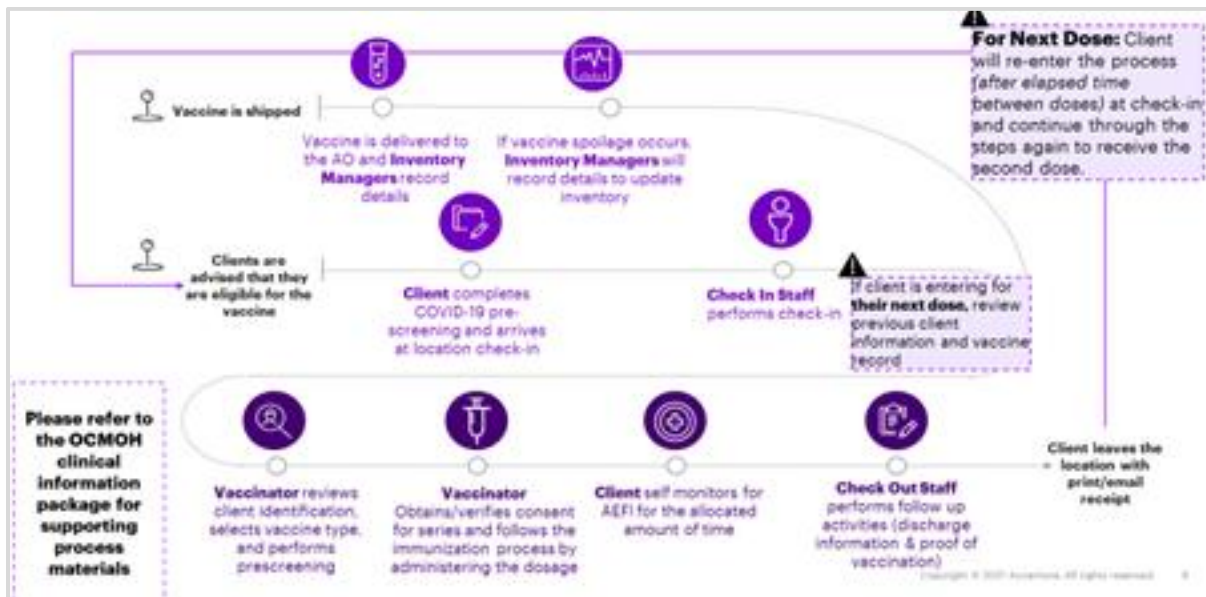 For Next Dose: Client
will re-enter the process
(after elapsed time
between doses) at check-in
and continue through the
steps again to receive the
second dose.
Vaccine is shipped
Vaccine is delivered to
the AO and Inventory
Managers record
details
If vaccine spoilage occurs,
Inventory Managers will
record details to update
inventory
Clients are
advised that they
are eligible for the
vaccine
Client completes
COVID-19 pre-
screening and arrives
at location check-in
Check In Staff
performs check-in
If client is entering for
their next dose, review
previous client
information and vaccine
record
Please refer to
the OCMOH
clinical
information
package for
supporting
process
materials
Vaccinator reviews
client identification,
selects vaccine type,
and performs
prescreening
Vaccinator
Obtains/verifies consent
for series and follows the
immunization process by
administering the dosage
Client self monitors for
AEFI for the allocated
amount of time
Check Out Staff
performs follow up
activities (discharge
information & proof of
vaccination)
Client leaves the
location with
print/email
receipt
Copyright © 2021 Accenture. All rights reserved.